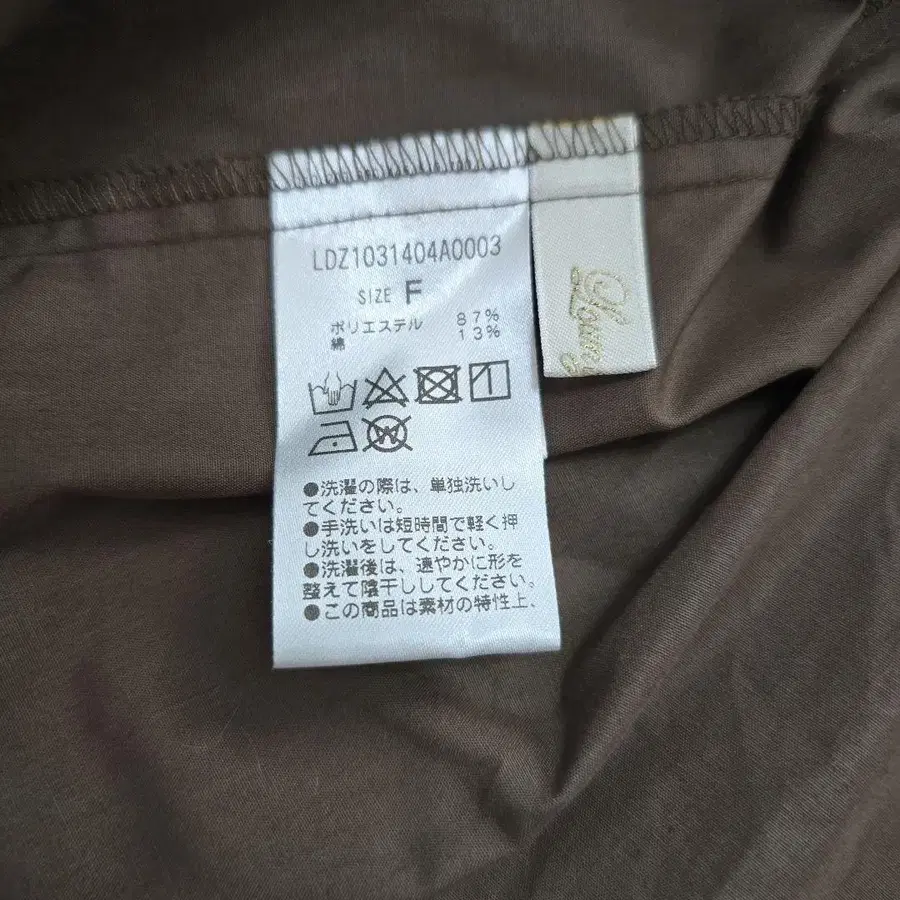 LDZ1031404A0003
SIZE F
ポリエステル 87%
綿 13%
●洗濯の際は、単独洗いし
てください。
●手洗いは短時間で軽く押
し洗いをしてください。
●洗濯後は、速やかに形を
整えて陰干ししてください。
●この商品は素材の特性上、